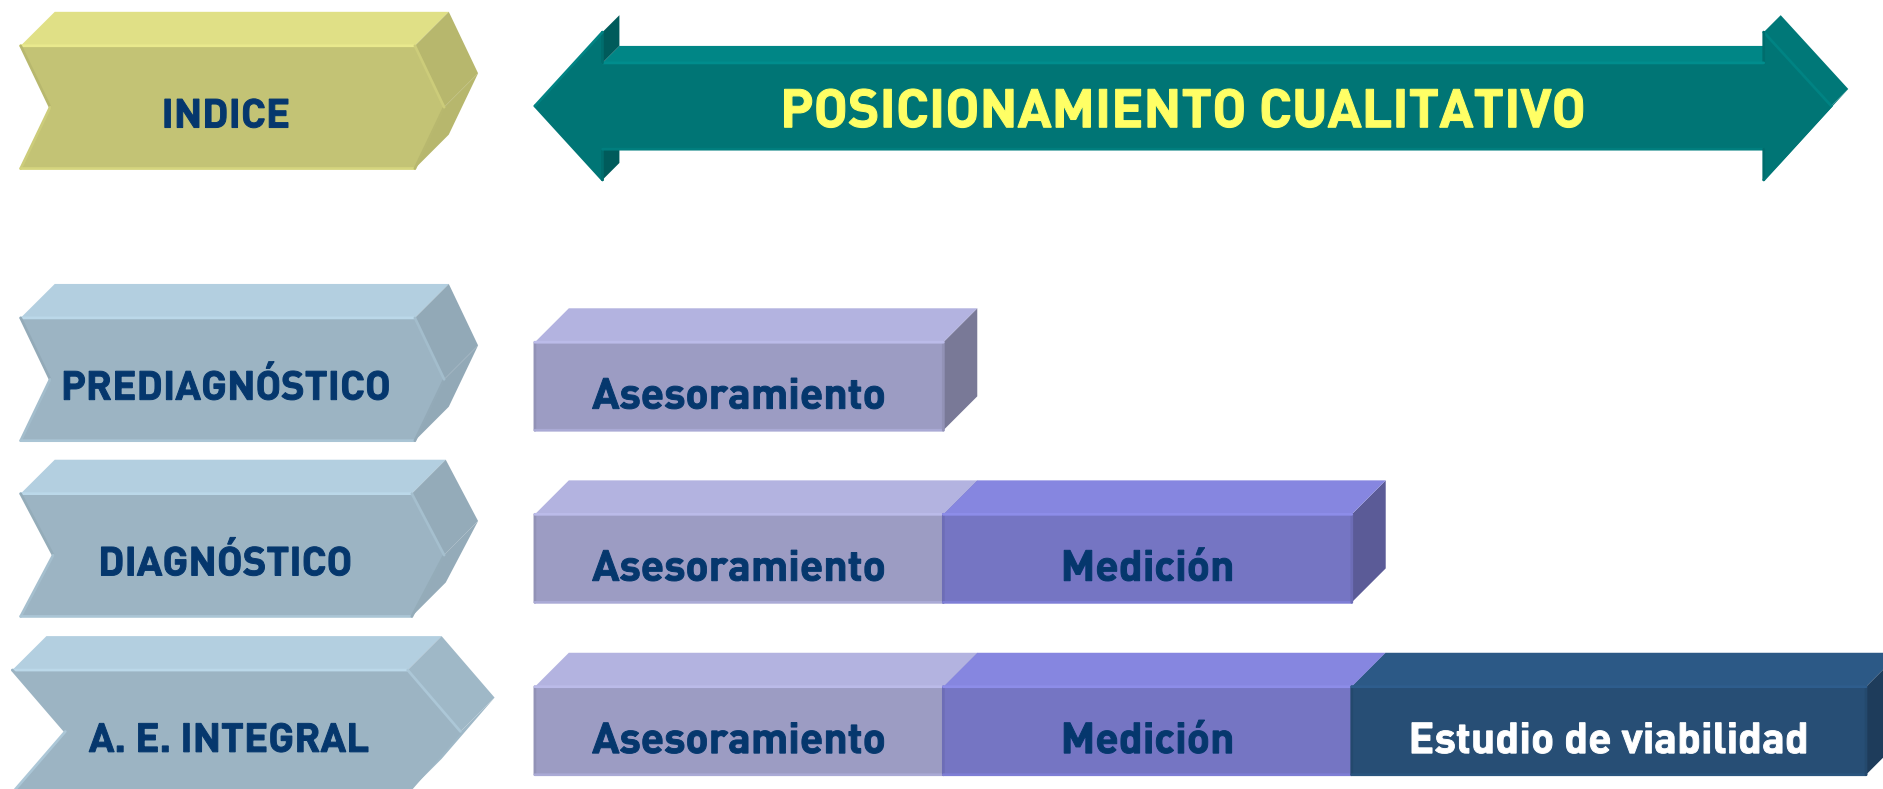 INDICE
POSICIONAMIENTO CUALITATIVO
PREDIAGNÓSTICO
Asesoramiento
DIAGNÓSTICO
Asesoramiento
Medición
A. E. INTEGRAL
Asesoramiento
Medición
Estudio de viabilidad